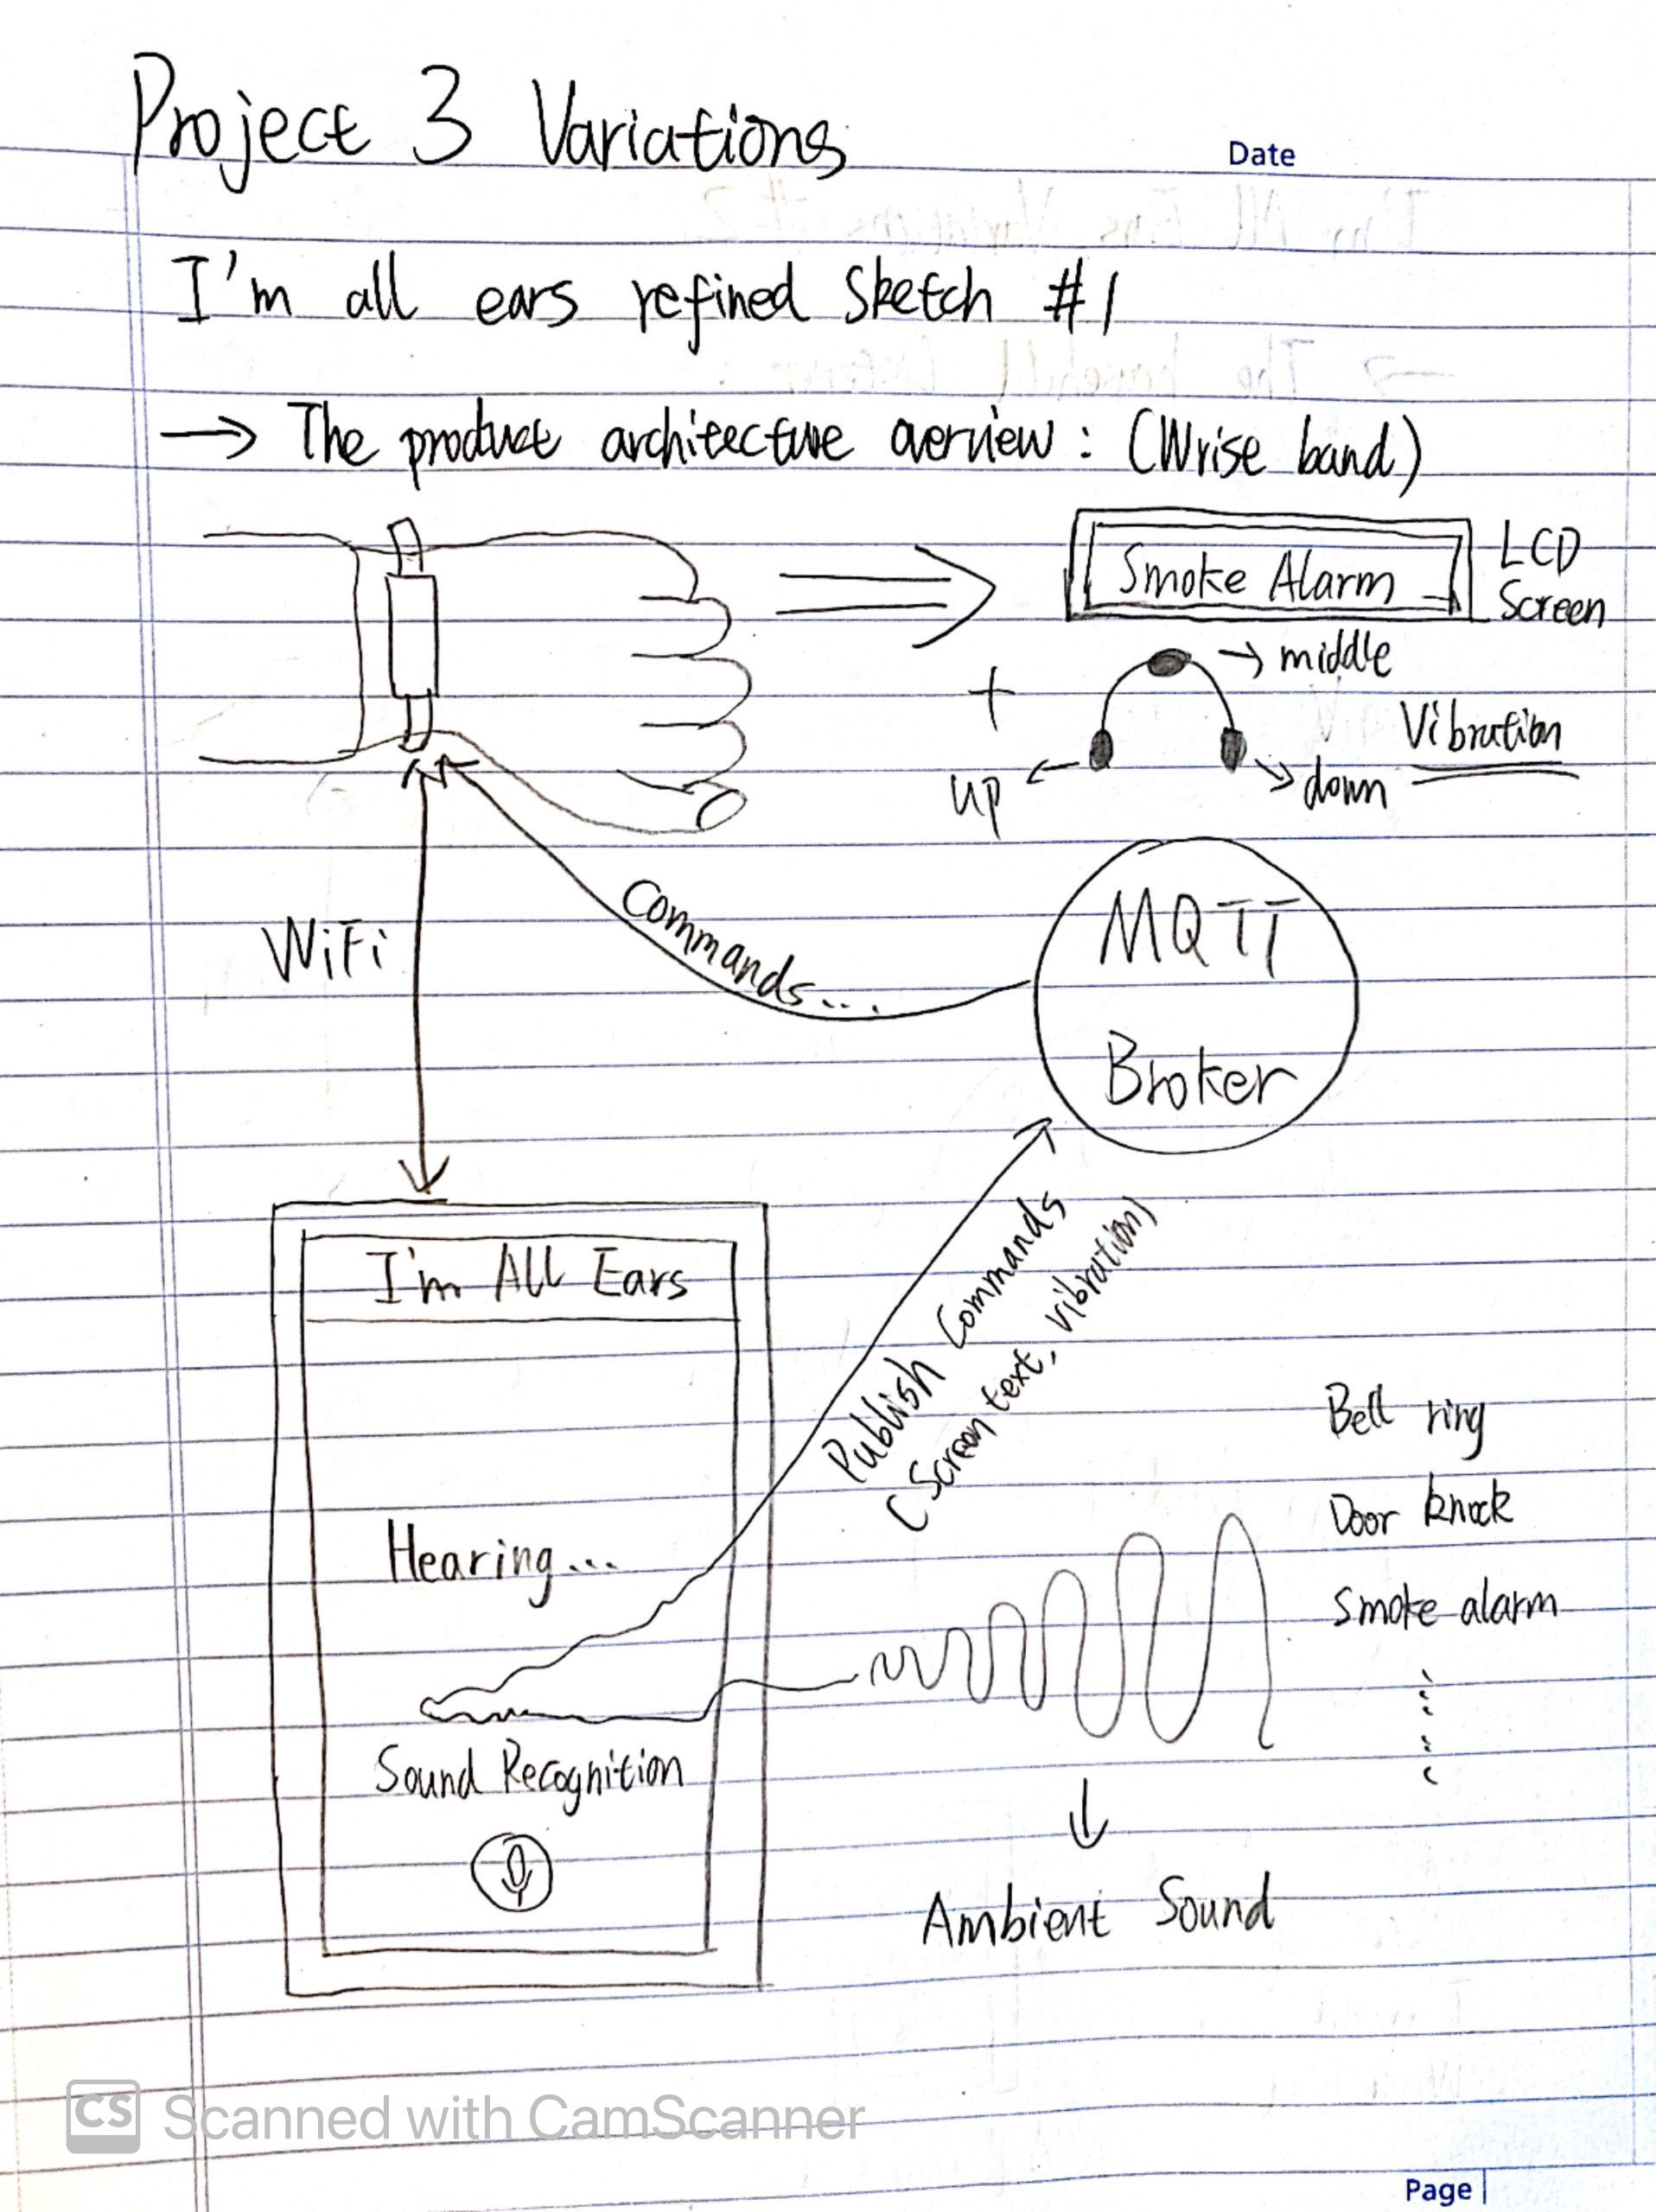 Project 3 Variations
Date
I'm all ears refined Sketch #1
→ The product architecture overview: (Wrise band)
Smoke Alarm
LCD
Screen
+
→ middle
Vibration
up ←
→ down
WiFi
Commands...
MQTT
Broker
I'm All Ears
Publish Commands
(Screen text, vibration)
Bell ring
Door knock
Smoke alarm
Hearing...
Sound Recognition
Ambient Sound
CS Scanned with CamScanner
Page